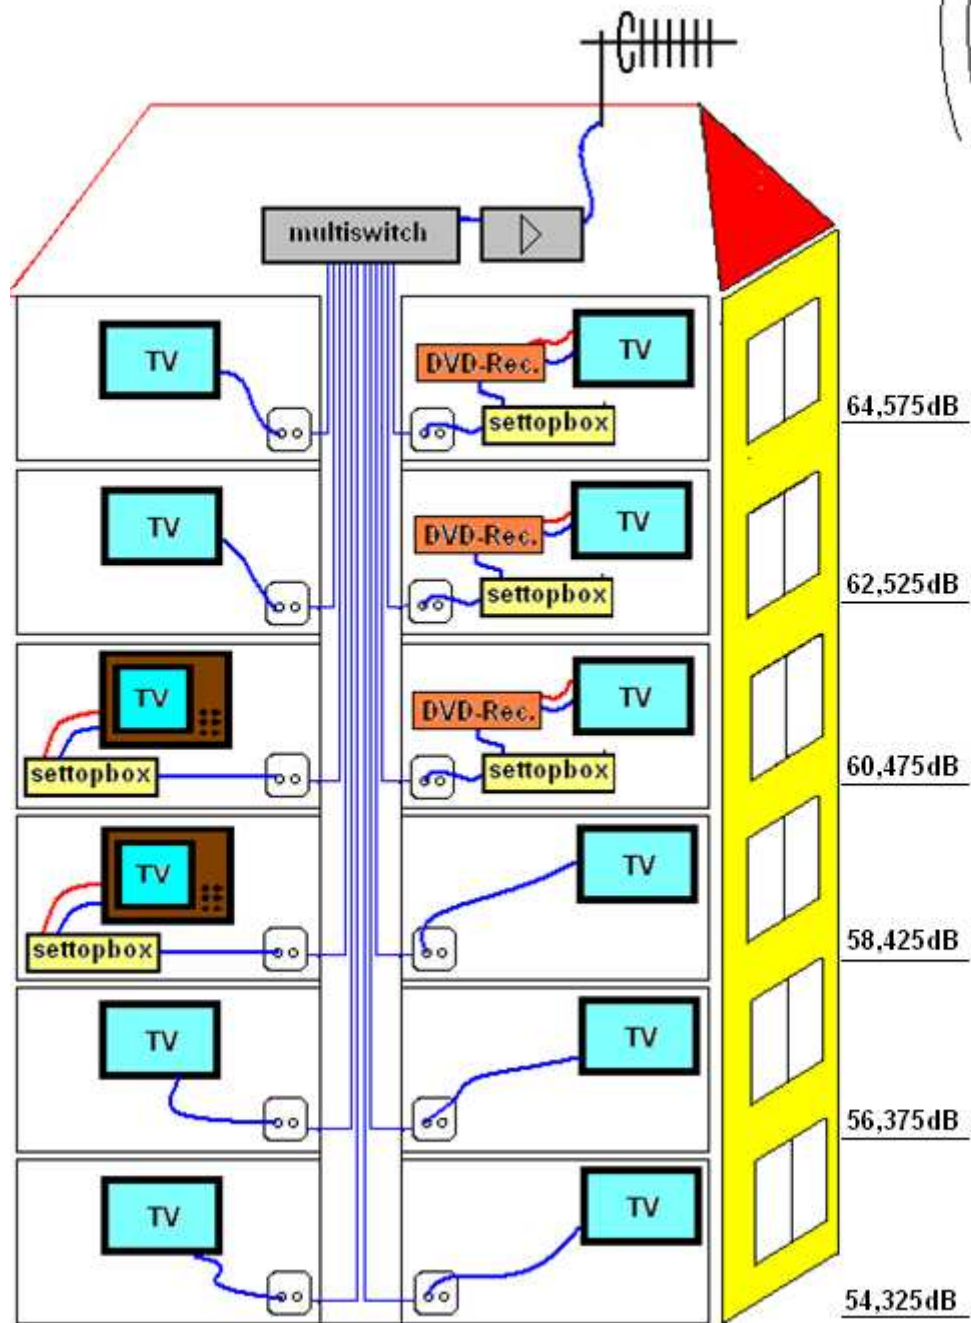 multiswitch
TV
DVD-Rec.
TV
settopbox
64,575dB
TV
DVD-Rec.
TV
settopbox
62,525dB
TV
settopbox
DVD-Rec.
TV
settopbox
60,475dB
TV
settopbox
TV
58,425dB
TV
TV
56,375dB
TV
TV
54,325dB